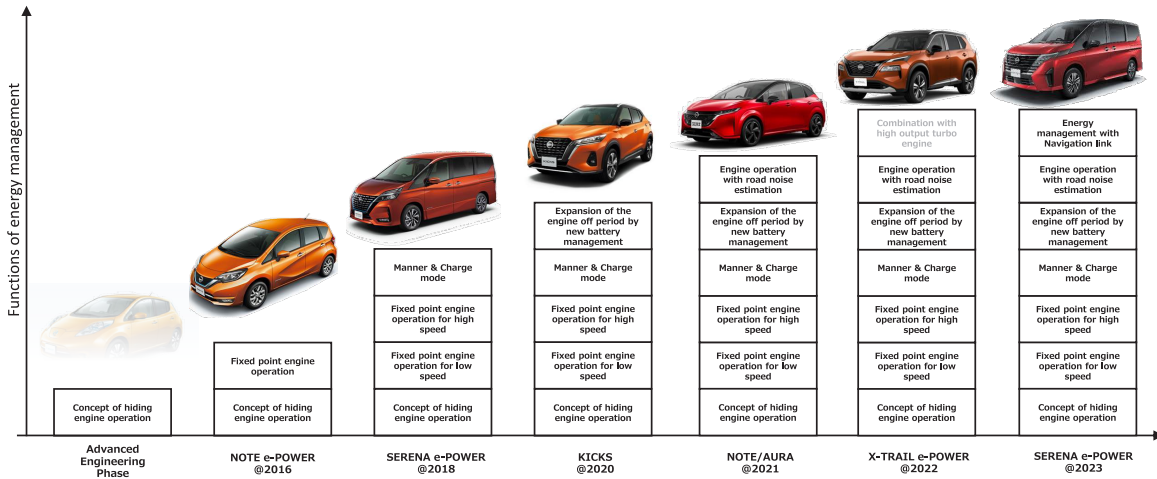 Functions of energy management
Concept of hiding
engine operation
Advanced
Engineering
Phase
Fixed point engine
operation
Concept of hiding
engine operation
NOTE e-POWER
@2016
Manner & Charge
mode
Fixed point engine
operation for high
speed
Fixed point engine
operation for low
speed
Concept of hiding
engine operation
SERENA e-POWER
@2018
Expansion of the
engine off period by
new battery
management
Manner & Charge
mode
Fixed point engine
operation for high
speed
Fixed point engine
operation for low
speed
Concept of hiding
engine operation
KICKS
@2020
Engine operation
with road noise
estimation
Expansion of the
engine off period by
new battery
management
Manner & Charge
mode
Fixed point engine
operation for high
speed
Fixed point engine
operation for low
speed
Concept of hiding
engine operation
NOTE/AURA
@2021
Combination with
high output turbo
engine
Engine operation
with road noise
estimation
Expansion of the
engine off period by
new battery
management
Manner & Charge
mode
Fixed point engine
operation for high
speed
Fixed point engine
operation for low
speed
Concept of hiding
engine operation
X-TRAIL e-POWER
@2022
Energy
management with
Navigation link
Engine operation
with road noise
estimation
Expansion of the
engine off period by
new battery
management
Manner & Charge
mode
Fixed point engine
operation for high
speed
Fixed point engine
operation for low
speed
Concept of hiding
engine operation
SERENA e-POWER
@2023